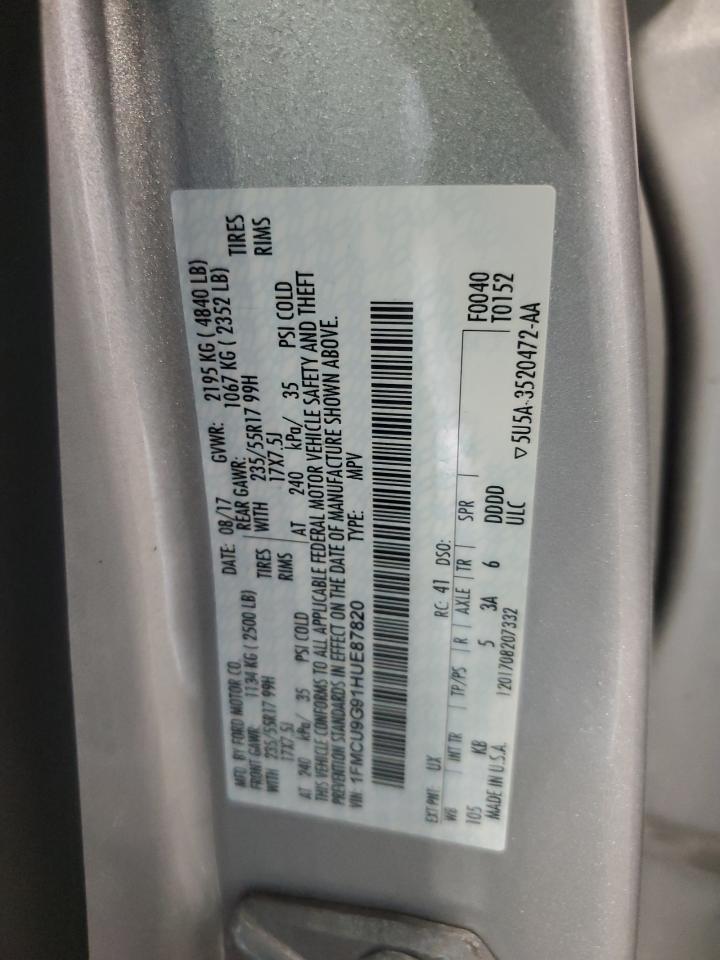 MFD. BY FORD MOTOR CO. DATE: 08/17 GVWR: 2195 KG ( 4840 LB)
FRONT GAWR: 1134 KG ( 2500 LB) REAR GAWR: 1067 KG ( 2352 LB)
WITH 235/55R17 99H TIRES WITH 235/55R17 99H TIRES
17X7.5J RIMS 17X7.5J RIMS
AT 240 kPa/ 35 PSI COLD AT 240 kPa/ 35 PSI COLD
THIS VEHICLE CONFORMS TO ALL APPLICABLE FEDERAL MOTOR VEHICLE SAFETY AND THEFT
PREVENTION STANDARDS IN EFFECT ON THE DATE OF MANUFACTURE SHOWN ABOVE.
VIN: 1FMCU9G91HUE87820 TYPE: MPV
EXT PNT: UX RC: 41 DSO:
WB INT TR TP/PS R AXLE TR SPR F0040
105 KB 5 3A 6 DDDD T0152
MADE IN U.S.A. 1201708207332 ULC ▽5U5A-3520472-AA